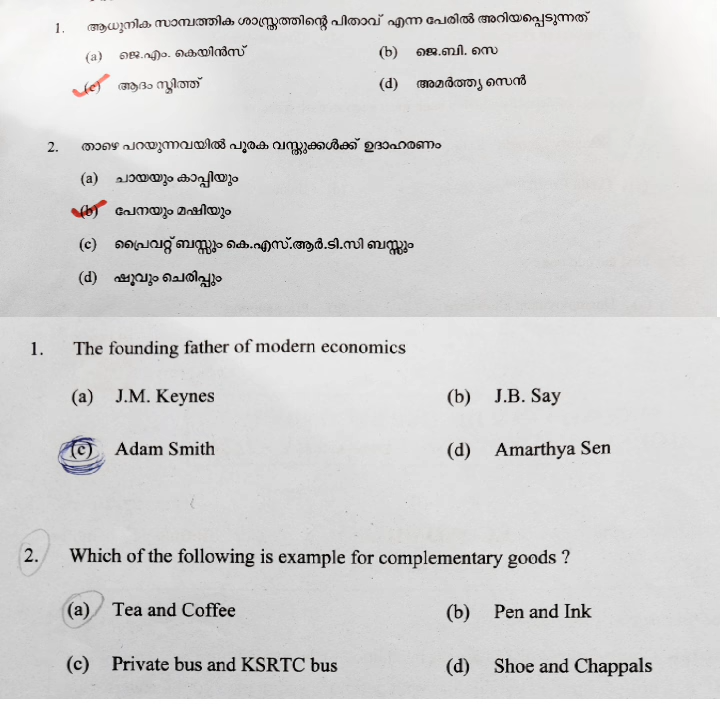 1. ആധുനിക സാമ്പത്തിക ശാസ്ത്രത്തിന്റെ പിതാവ് എന്ന പേരിൽ അറിയപ്പെടുന്നത്
(a) ജെ.എം. കെയിൻസ് (b) ജെ.ബി. സെ
(c) ആദം സ്മിത്ത് (d) അമർത്ത്യ സെൻ
2. താഴെ പറയുന്നവയിൽ പൂരക വസ്തുക്കൾക്ക് ഉദാഹരണം
(a) ചായയും കാപ്പിയും
(b) പേനയും മഷിയും
(c) പ്രൈവറ്റ് ബസ്സും കെ.എസ്.ആർ.ടി.സി ബസ്സും
(d) ഷൂവും ചെരിപ്പും
1. The founding father of modern economics
(a) J.M. Keynes (b) J.B. Say
(c) Adam Smith (d) Amarthya Sen
2. Which of the following is example for complementary goods ?
(a) Tea and Coffee (b) Pen and Ink
(c) Private bus and KSRTC bus (d) Shoe and Chappals